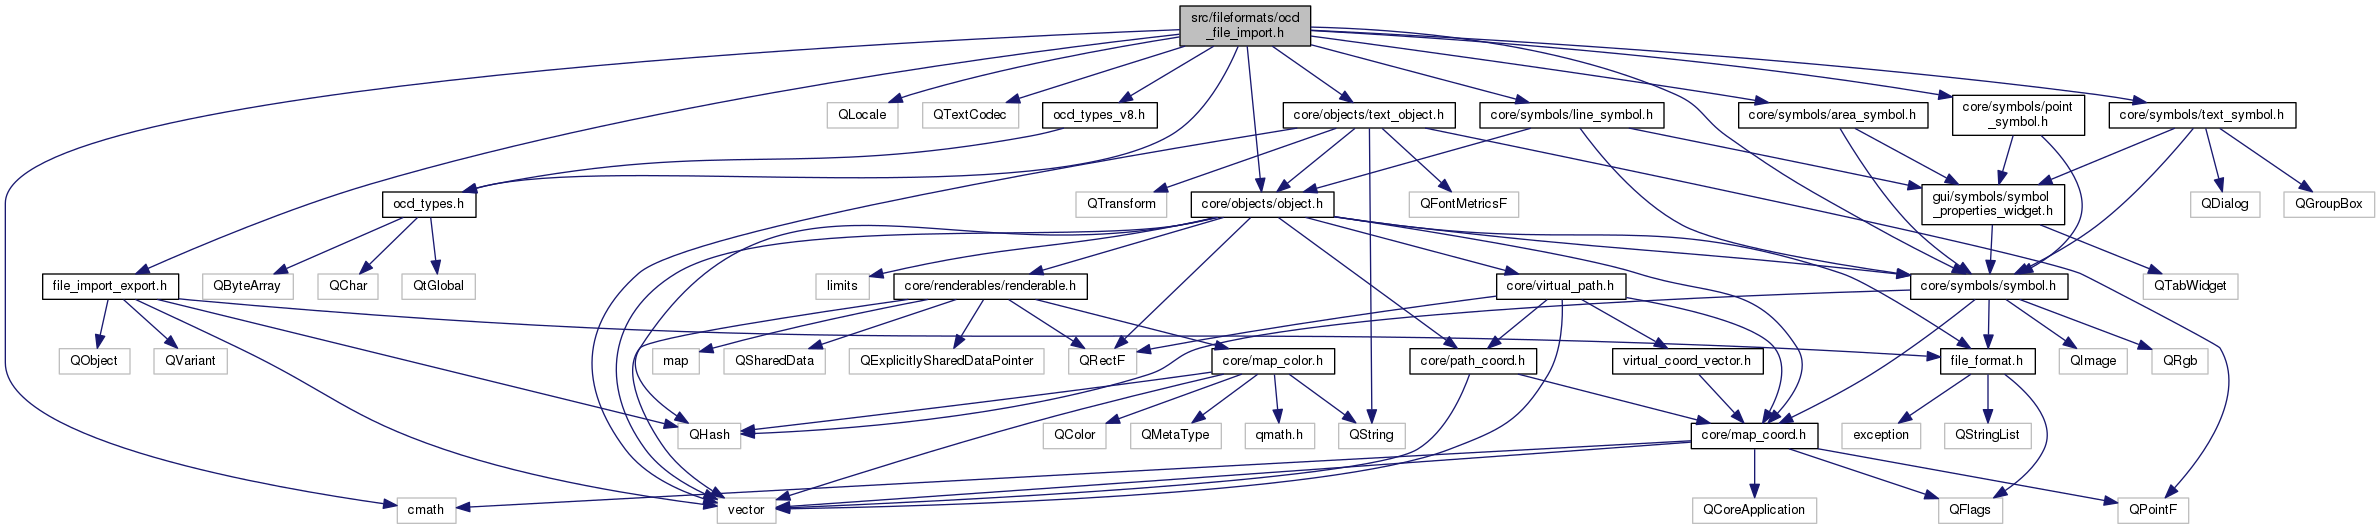 src/fileformats/ocd
_file_import.h
QLocale
QTextCodec
ocd_types_v8.h
core/objects/text_object.h
core/symbols/line_symbol.h
core/symbols/area_symbol.h
core/symbols/point
_symbol.h
core/symbols/text_symbol.h
ocd_types.h
QTransform
core/objects/object.h
QFontMetricsF
gui/symbols/symbol
_properties_widget.h
QDialog
QGroupBox
file_import_export.h
QByteArray
QChar
QtGlobal
limits
core/renderables/renderable.h
core/virtual_path.h
core/symbols/symbol.h
QTabWidget
QObject
QVariant
map
QSharedData
QExplicitlySharedDataPointer
QRectF
core/map_color.h
core/path_coord.h
virtual_coord_vector.h
file_format.h
QImage
QRgb
QHash
QColor
QMetaType
qmath.h
QString
core/map_coord.h
exception
QStringList
cmath
vector
QCoreApplication
QFlags
QPointF